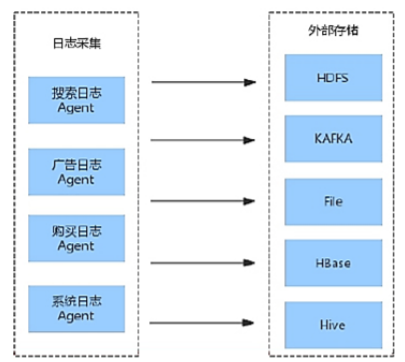 日志采集
搜索日志
Agent
广告日志
Agent
购买日志
Agent
系统日志
Agent
外部存储
HDFS
KAFKA
File
HBase
Hive